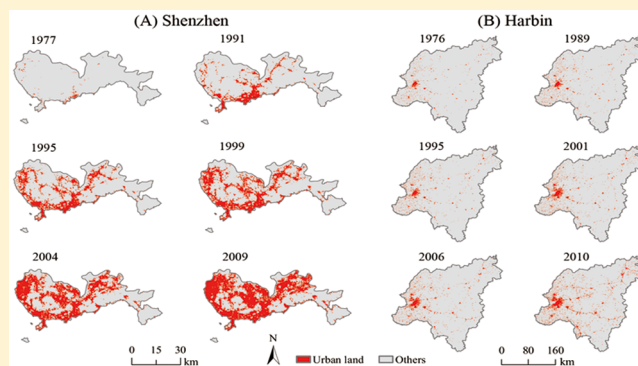 (A) Shenzhen
(B) Harbin
1977
1991
1976
1989
1995
1999
1995
2001
2004
2009
2006
2010
N
0 15 30
km
Urban land
Others
0 80 160
km